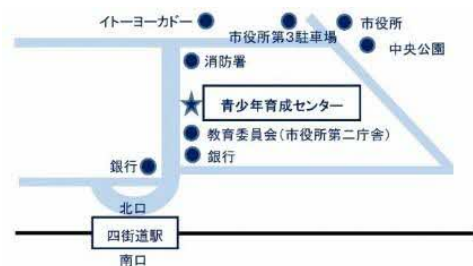 イトーヨーカドー
市役所
市役所第3駐車場
中央公園
消防署
青少年育成センター
教育委員会(市役所第二庁舎)
銀行
銀行
北口
四街道駅
南口